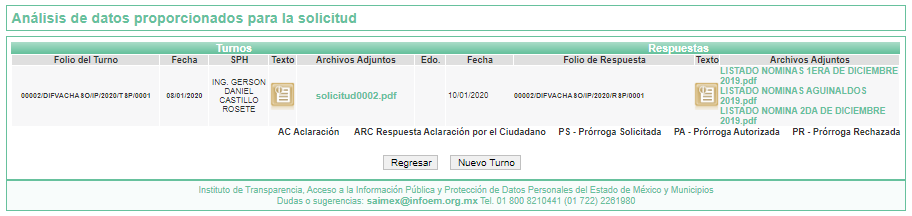 Análisis de datos proporcionados para la solicitud
Turnos Respuestas
Folio del Turno Fecha SPH Texto Archivos Adjuntos Edo. Fecha Folio de Respuesta Texto Archivos Adjuntos
00002/DIFVACHASO/IP/2020/TSP/0001 08/01/2020 ING. GERSON DANIEL CASTILLO ROSETE solicitud0002.pdf 10/01/2020 00002/DIFVACHASO/IP/2020/RSP/0001
LISTADO NOMINAS 1ERA DE DICIEMBRE
2019.pdf
LISTADO NOMINAS AGUINALDOS
2019.pdf
LISTADO NOMINA 2DA DE DICIEMBRE
2019.pdf
AC Aclaración ARC Respuesta Aclaración por el Ciudadano PS - Prórroga Solicitada PA - Prórroga Autorizada PR - Prórroga Rechazada
Regresar Nuevo Turno
Instituto de Transparencia, Acceso a la Información Pública y Protección de Datos Personales del Estado de México y Municipios
Dudas o sugerencias: saimex@infoem.org.mx Tel. 01 800 8210441 (01 722) 2261980